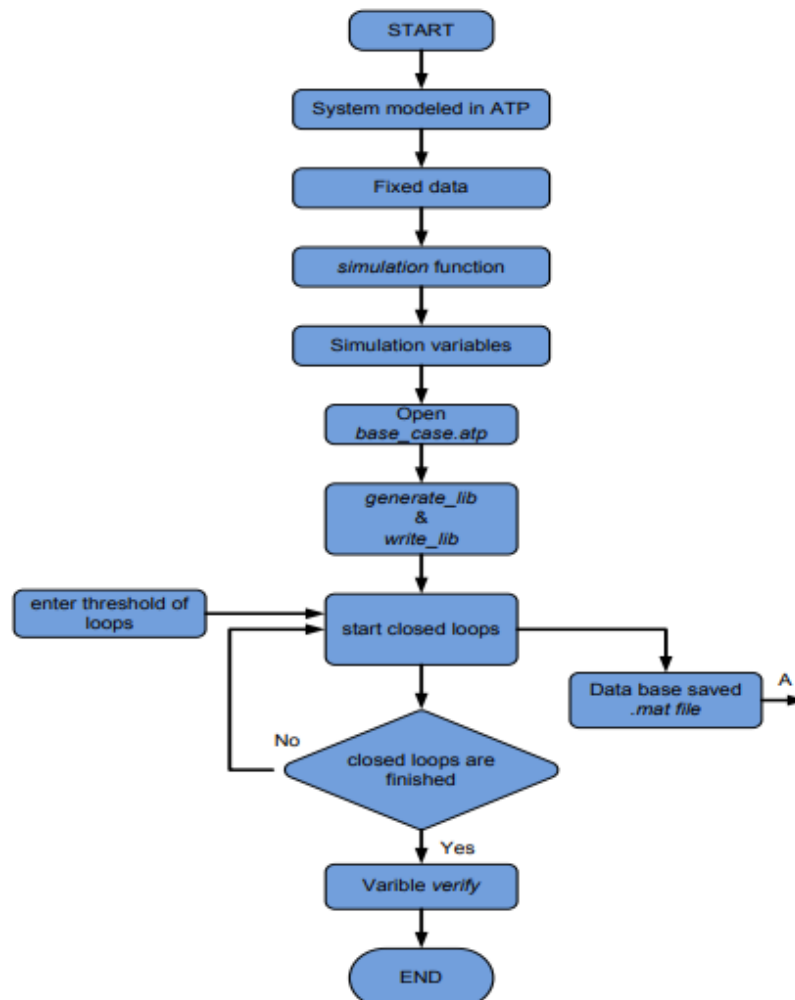 START
System modeled in ATP
Fixed data
simulation function
Simulation variables
Open
base_case.atp
generate_lib
&
write_lib
enter threshold of
loops
start closed loops
Data base saved
.mat file
A
No
closed loops are
finished
Yes
Varible verify
END